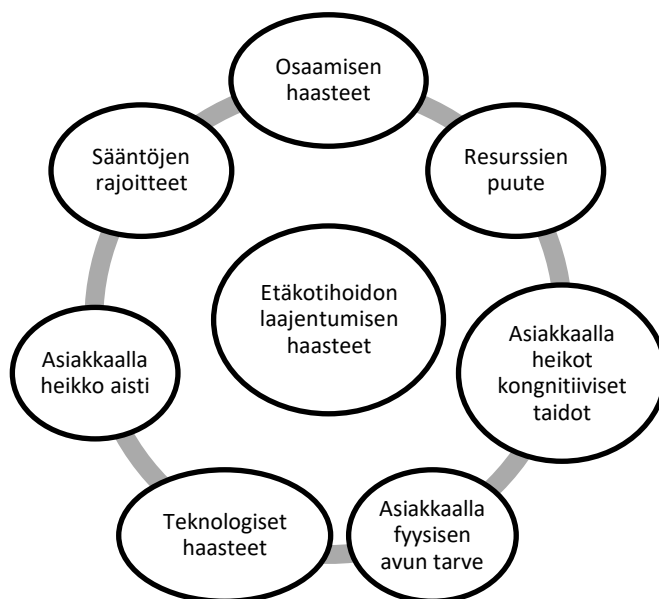 Osaamisen
haasteet
Sääntöjen
rajoitteet
Resurssien
puute
Etäkotihoidon
laajentumisen
haasteet
Asiakkaalla
heikko aisti
Asiakkaalla
heikot
kongnitiiviset
taidot
Teknologiset
haasteet
Asiakkaalla
fyysisen
avun tarve